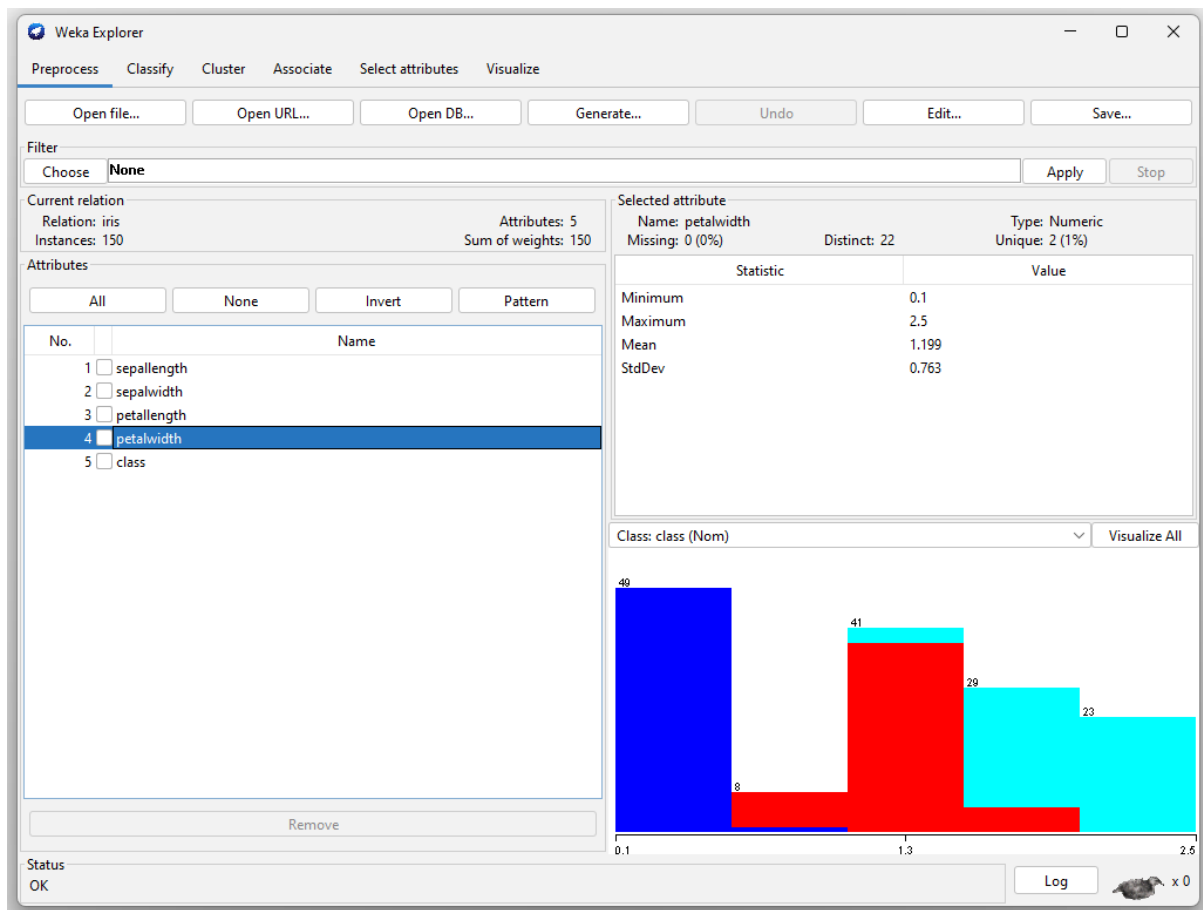 Weka Explorer
Preprocess Classify Cluster Associate Select attributes Visualize
Open file... Open URL... Open DB... Generate... Undo Edit... Save...
Filter
Choose None Apply Stop
Current relation
Relation: iris Attributes: 5
Instances: 150 Sum of weights: 150
Attributes
All None Invert Pattern
No. Name
1 sepallength
2 sepalwidth
3 petallength
4 petalwidth
5 class
Remove
Selected attribute
Name: petalwidth Type: Numeric
Missing: 0 (0%) Distinct: 22 Unique: 2 (1%)
Statistic Value
Minimum 0.1
Maximum 2.5
Mean 1.199
StdDev 0.763
Class: class (Nom) Visualize All
49
41
29
23
8
0.1 1.3 2.5
Status
OK
Log x 0